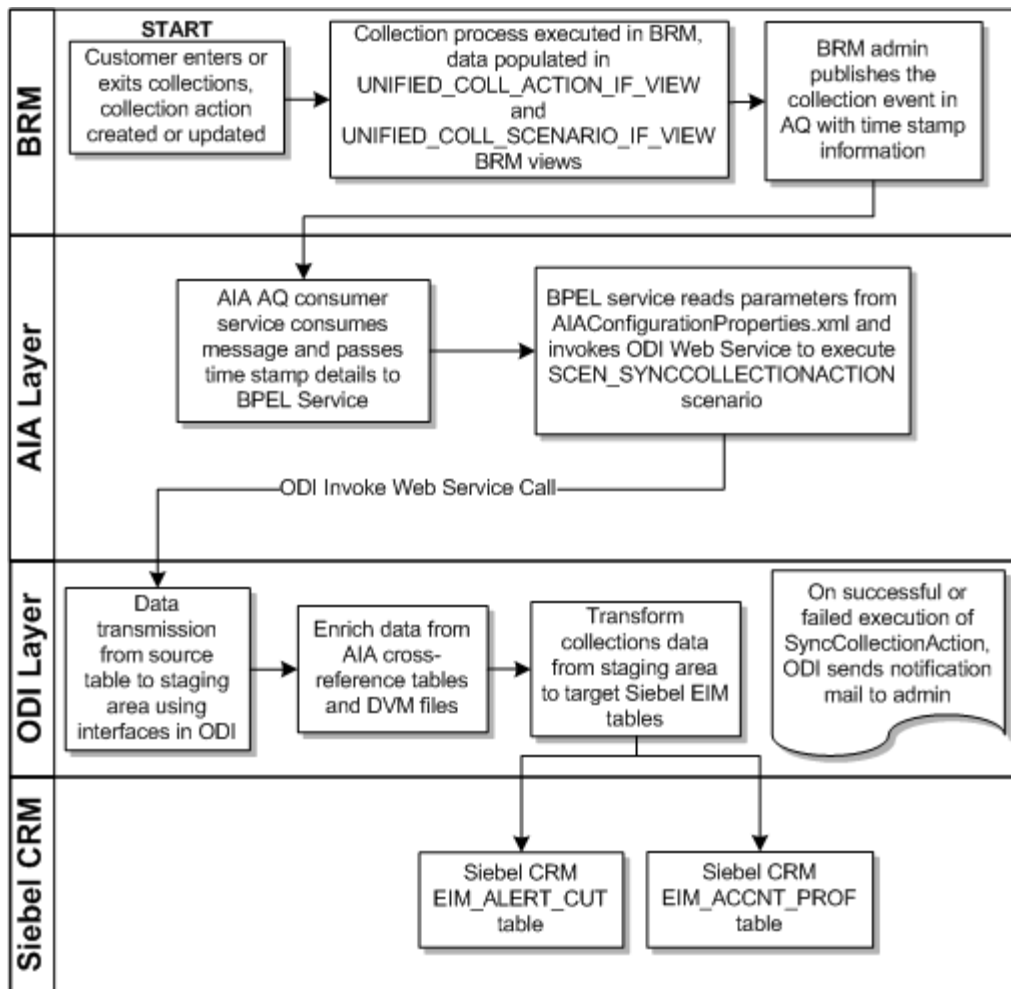 BRM
START
Customer enters or
exits collections,
collection action
created or updated
Collection process executed in BRM,
data populated in
UNIFIED_COLL_ACTION_IF_VIEW
and
UNIFIED_COLL_SCENARIO_IF_VIEW
BRM views
BRM admin
publishes the
collection event in
AQ with time stamp
information
AIA Layer
AIA AQ consumer
service consumes
message and passes
time stamp details to
BPEL Service
BPEL service reads parameters from
AIAConfigurationProperties.xml and
invokes ODI Web Service to execute
SCEN_SYNCCOLLECTIONACTION
scenario
ODI Invoke Web Service Call
ODI Layer
Data
transmission
from source
table to staging
area using
interfaces in ODI
Enrich data from
AIA cross-
reference tables
and DVM files
Transform
collections data
from staging area
to target Siebel EIM
tables
On successful or
failed execution of
SyncCollectionAction,
ODI sends notification
mail to admin
Siebel CRM
Siebel CRM
EIM_ALERT_CUT
table
Siebel CRM
EIM_ACCNT_PROF
table